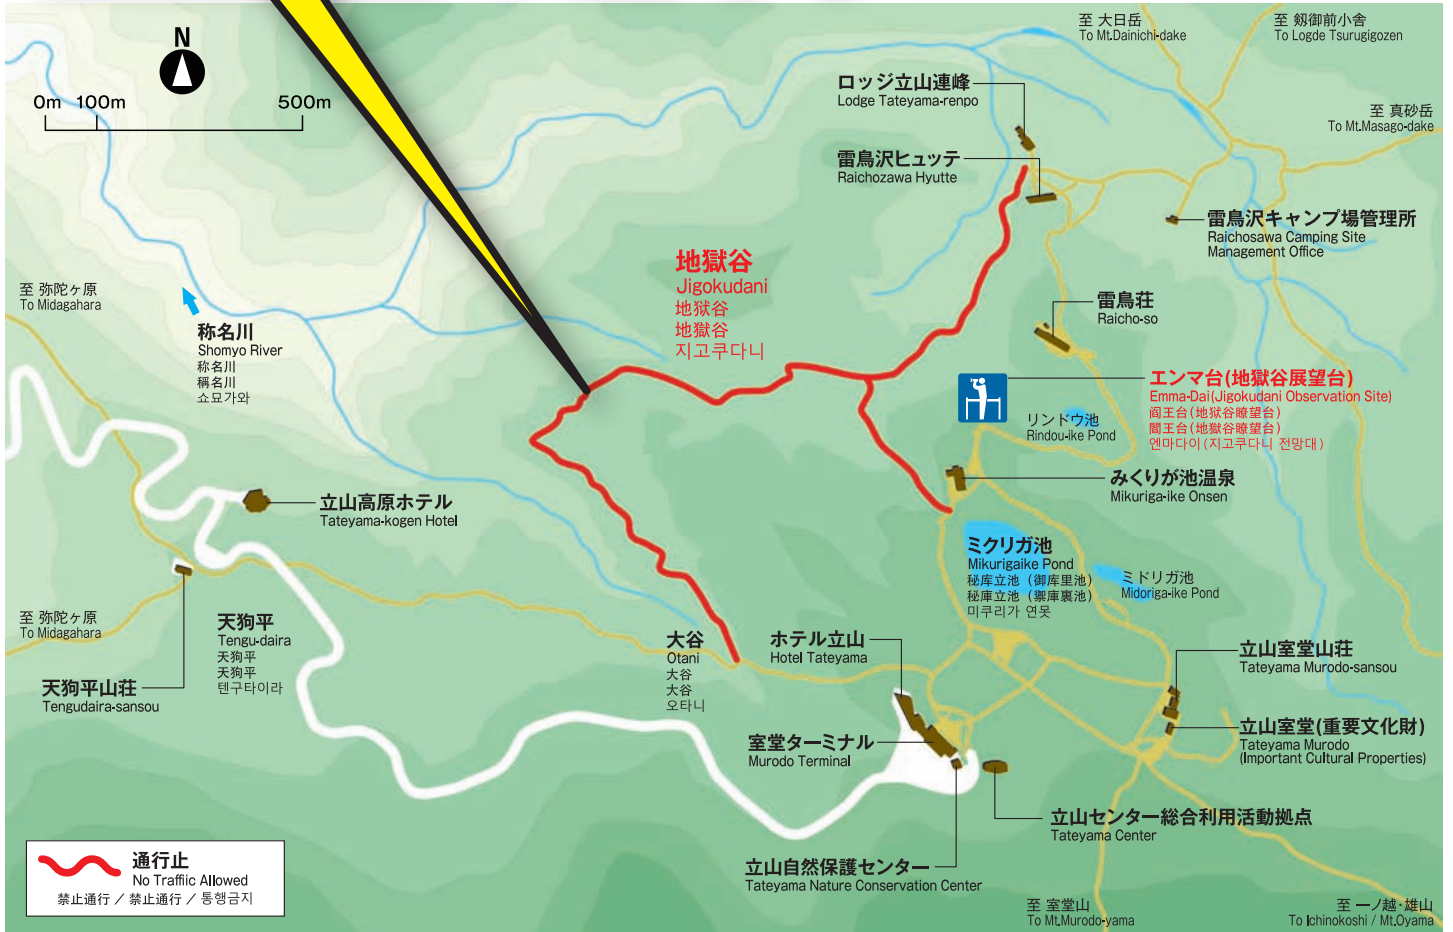 N
0m 100m 500m
至 大日岳
To Mt.Dainichi-dake
至 剱御前小舎
To Logde Tsurugigozen
ロッジ立山連峰
Lodge Tateyama-renpo
至 真砂岳
To Mt.Masago-dake
雷鳥沢ヒュッテ
Raichozawa Hyutte
雷鳥沢キャンプ場管理所
Raichosawa Camping Site
Management Office
地獄谷
Jigokudani
地狱谷
地獄谷
지고쿠다니
至 弥陀ヶ原
To Midagahara
称名川
Shomyo River
称名川
稱名川
쇼묘가와
雷鳥荘
Raicho-so
エンマ台(地獄谷展望台)
Emma-Dai(Jigokudani Observation Site)
阎王台(地狱谷瞭望台)
閻王台(地獄谷瞭望台)
엔마다이(지고쿠다니 전망대)
リンドウ池
Rindou-ike Pond
みくりが池温泉
Mikuriga-ike Onsen
立山高原ホテル
Tateyama-kogen Hotel
ミクリガ池
Mikurigaike Pond
秘库立池（御库里池）
秘庫立池（禦庫裏池）
미쿠리가 연못
ミドリガ池
Midoriga-ike Pond
至 弥陀ヶ原
To Midagahara
天狗平
Tengu-daira
天狗平
天狗平
텐구타이라
天狗平山荘
Tengudaira-sansou
大谷
Otani
大谷
大谷
오타니
ホテル立山
Hotel Tateyama
立山室堂山荘
Tateyama Murodo-sansou
室堂ターミナル
Murodo Terminal
立山室堂(重要文化財)
Tateyama Murodo
(Important Cultural Properties)
立山センター総合利用活動拠点
Tateyama Center
立山自然保護センター
Tateyama Nature Conservation Center
通行止
No Traffiic Allowed
禁止通行 / 禁止通行 / 통행금지
至 室堂山
To Mt.Murodo-yama
至 一ノ越・雄山
To Ichinokoshi / Mt.Oyama